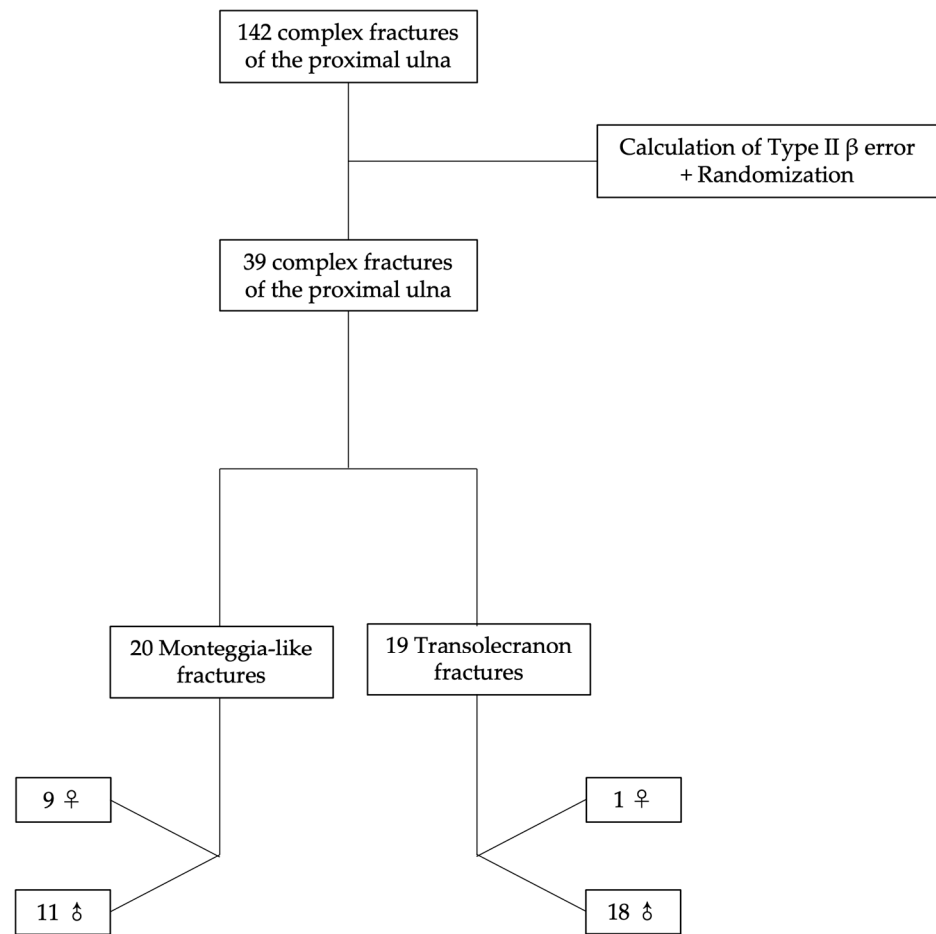 142 complex fractures
of the proximal ulna
Calculation of Type II β error
+ Randomization
39 complex fractures
of the proximal ulna
20 Monteggia-like
fractures
19 Transolecranon
fractures
9 ♀
1 ♀
11 ♂
18 ♂